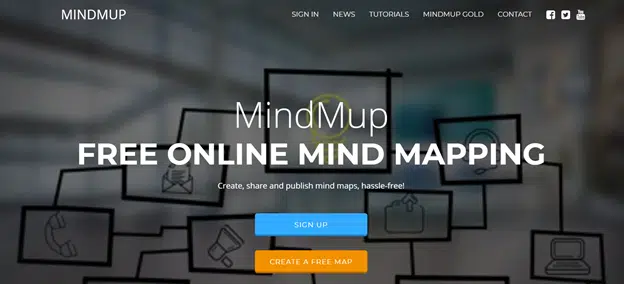 MINDMUP
SIGN IN NEWS TUTORIALS MINDMUP GOLD CONTACT
MindMup
FREE ONLINE MIND MAPPING
Create, share and publish mind maps, hassle-free!
SIGN UP
CREATE A FREE MAP